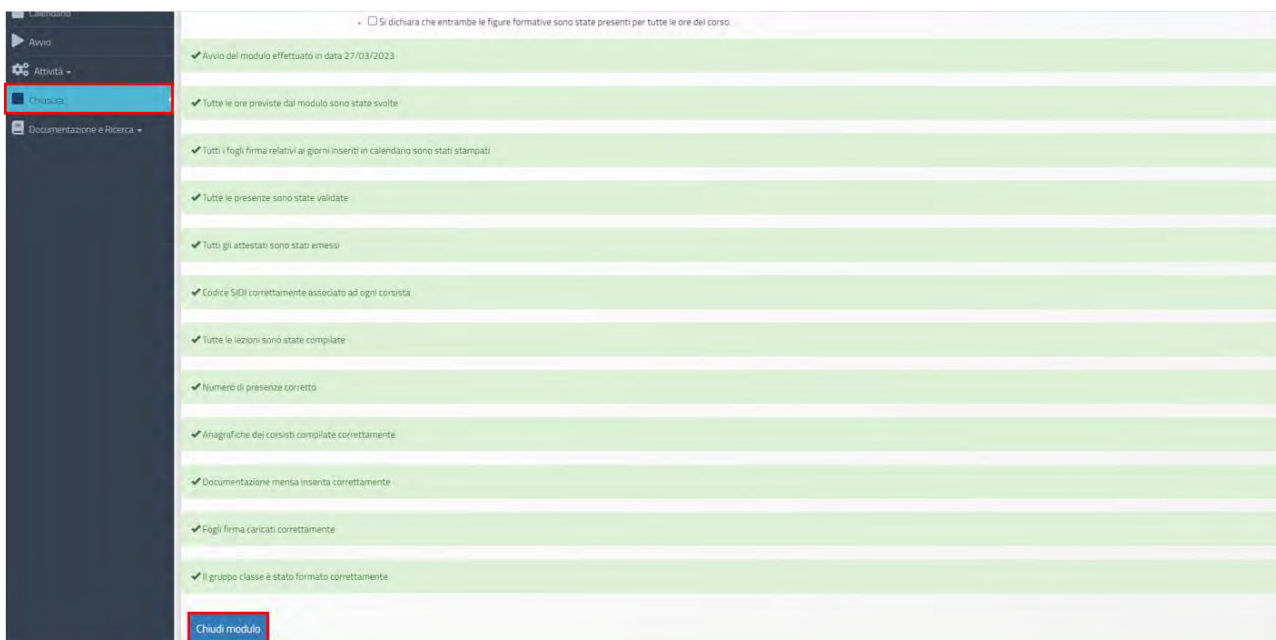 Calendario
Avvio
Attività
Chiusura
Documentazione e Ricerca
Si dichiara che entrambe le figure formative sono state presenti per tutte le ore del corso.
Avvio del modulo effettuato in data 27/03/2023
Tutte le ore previste dal modulo sono state svolte
Tutti i fogli firma relativi ai giorni inseriti in calendario sono stati stampati
Tutte le presenze sono state validate
Tutti gli attestati sono stati emessi
Codice SIDI correttamente associato ad ogni corsista
Tutte le lezioni sono state compilate
Numero di presenze corretto
Anagrafiche dei corsisti compilate correttamente
Documentazione mensa inserita correttamente
Fogli firma caricati correttamente
Il gruppo classe è stato formato correttamente
Chiudi modulo